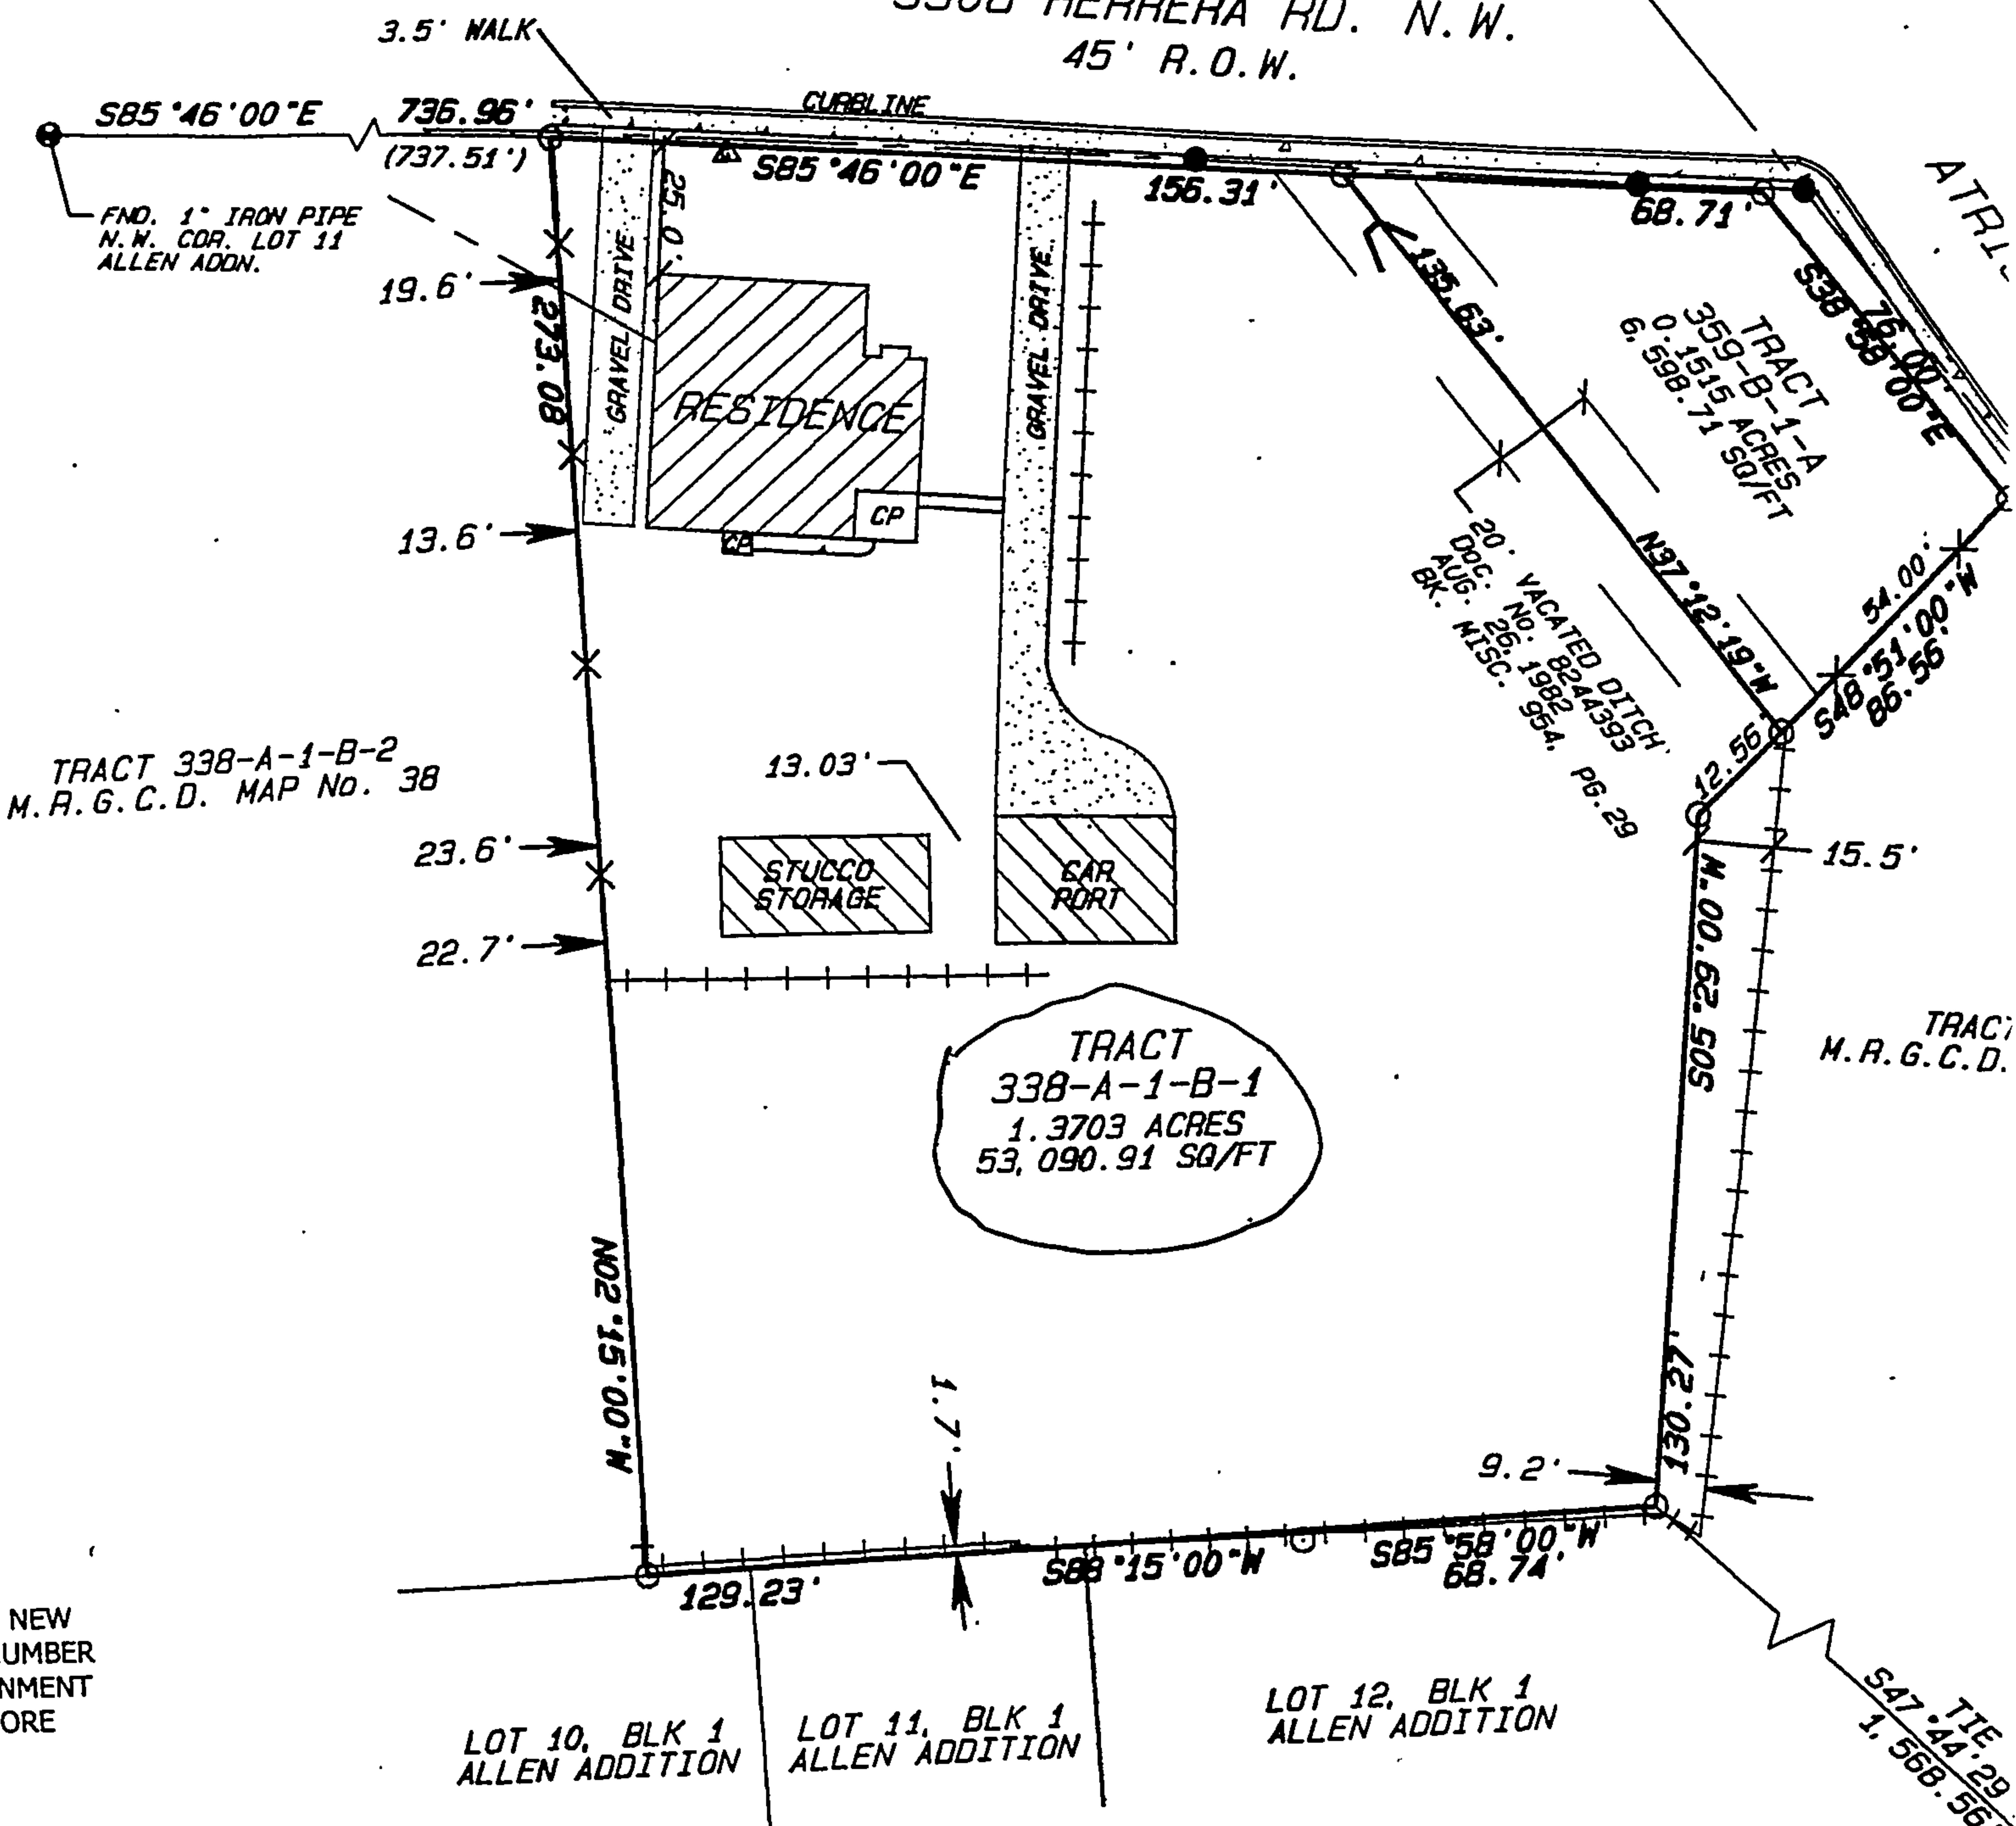 HERRERA RD. N.W.
45' R.O.W.
3.5' WALK
CURBLINE
S85°46'00"E
736.96'
(737.51')
FND. 1" IRON PIPE
N.W. COR. LOT 11
ALLEN ADDN.
S85°46'00"E
156.31'
68.71'
25.0'
19.6'
273.08
GRAVEL DRIVE
RESIDENCE
GRAVEL DRIVE
135.63'
TRACT
359-B-1-A
0.1515 ACRES
6,598.71 SQ/FT
76.00'
S38°58'00"E
CP
CP
13.6'
N37°12'19"W
20' VACATED DITCH
DOC. No. 8244393
AUG. 26, 1982
BK. MISC. 954, PG.29
54.00'
S48°51'00"W
86.56'
12.56
TRACT 338-A-1-B-2
M.R.G.C.D. MAP No. 38
13.03'
23.6'
STUCCO
STORAGE
CAR
PORT
15.5'
22.7'
S05°29'00"W
TRACT
338-A-1-B-1
1.3703 ACRES
53,090.91 SQ/FT
TRACT
M.R.G.C.D.
N02°15'00"W
1.7'
130.27'
9.2'
129.23'
S88°15'00"W
S85°58'00"W
68.74'
NEW
UMBER
NMENT
ORE
LOT 10, BLK 1
ALLEN ADDITION
LOT 11, BLK 1
ALLEN ADDITION
LOT 12, BLK 1
ALLEN ADDITION
TIE
S47°44'29
1,568.56